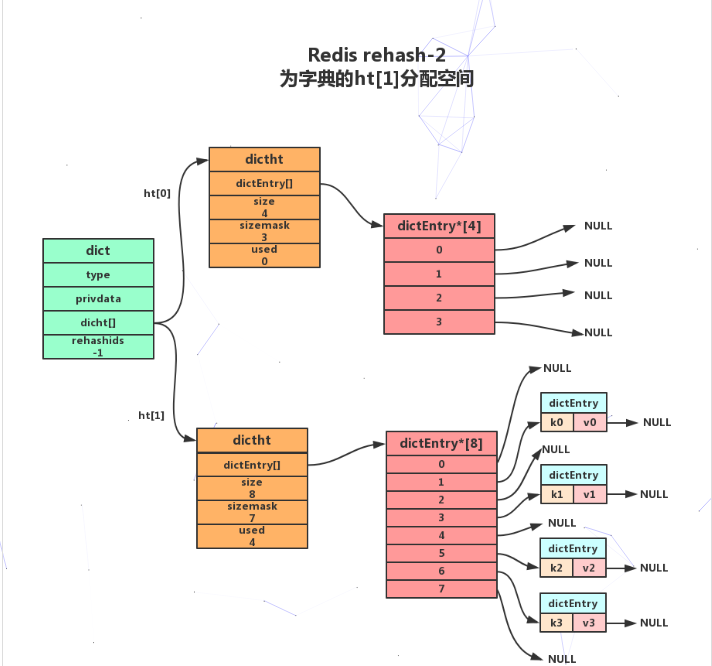 Redis rehash-2
为字典的ht[1]分配空间
ht[0]
dictht
dictEntry[]
size
4
sizemask
3
used
0
dictEntry*[4]
0
1
2
3
NULL
NULL
NULL
NULL
dict
type
privdata
dicht[]
rehashids
-1
ht[1]
dictht
dictEntry[]
size
8
sizemask
7
used
4
dictEntry*[8]
0
1
2
3
4
5
6
7
NULL
dictEntry
k0 v0 NULL
NULL
dictEntry
k1 v1 NULL
NULL
dictEntry
k2 v2 NULL
dictEntry
k3 v3 NULL
NULL